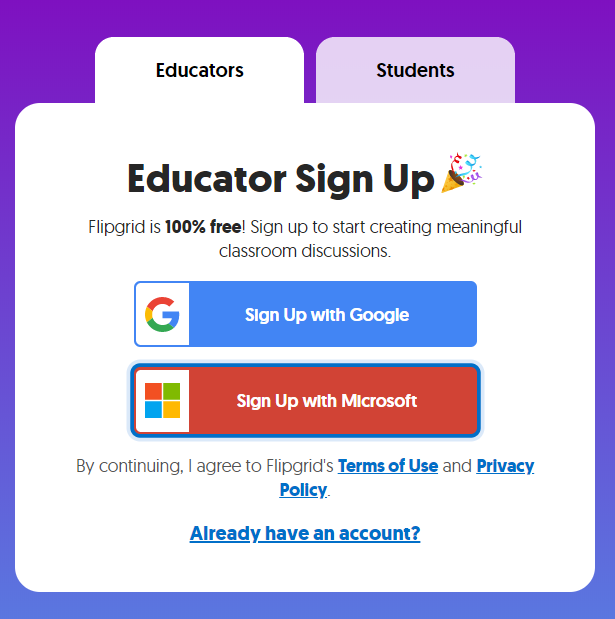 Educators
Students
Educator Sign Up
Flipgrid is 100% free! Sign up to start creating meaningful
classroom discussions.
Sign Up with Google
Sign Up with Microsoft
By continuing, I agree to Flipgrid's Terms of Use and Privacy
Policy.
Already have an account?